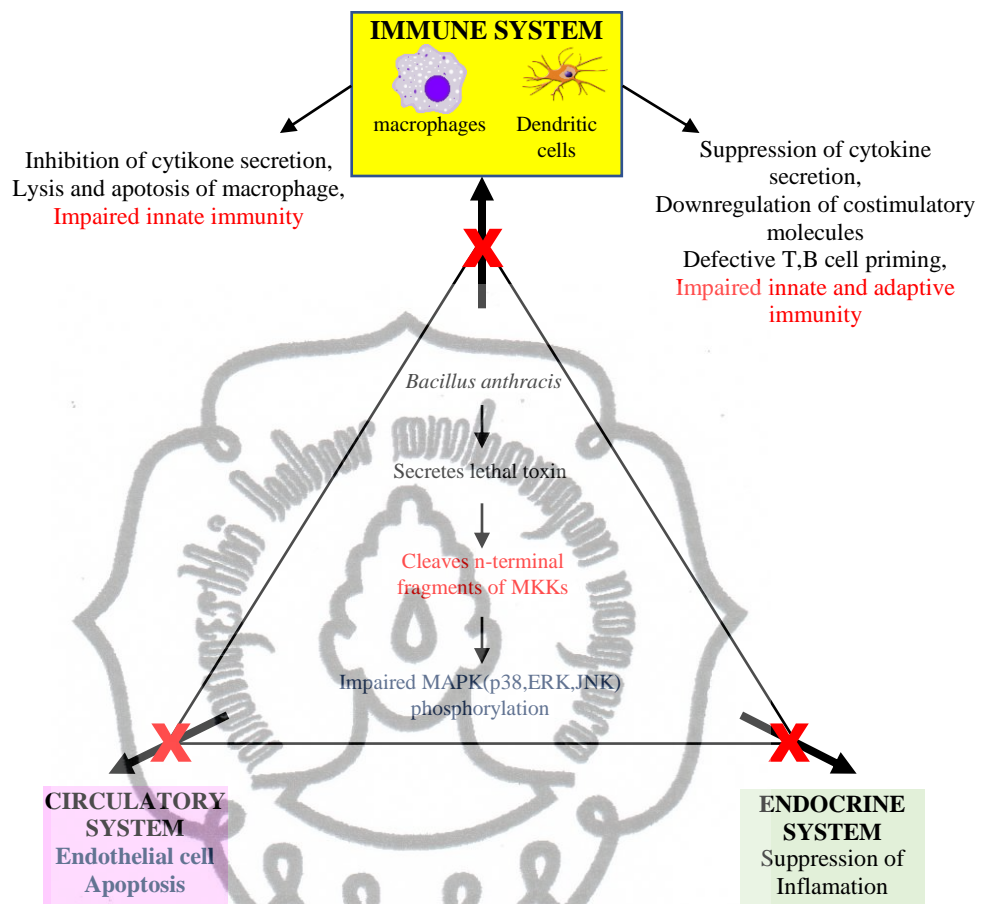 IMMUNE SYSTEM
macrophages
Dendritic
cells
Inhibition of cytikone secretion,
Lysis and apotosis of macrophage,
Impaired innate immunity
Suppression of cytokine
secretion,
Downregulation of costimulatory
molecules
Defective T,B cell priming,
Impaired innate and adaptive
immunity
Bacillus anthracis
Secretes lethal toxin
Cleaves n-terminal
fragments of MKKs
Impaired MAPK(p38,ERK,JNK)
phosphorylation
X
X
X
CIRCULATORY
SYSTEM
Endothelial cell
Apoptosis
ENDOCRINE
SYSTEM
Suppression of
Inflamation